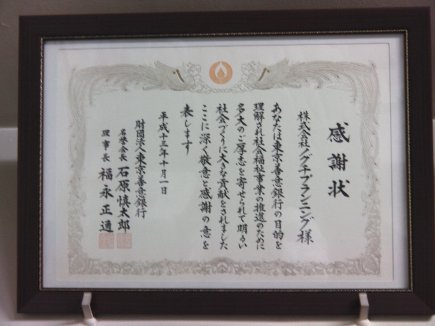 感謝状
株式会社ノグチプランニング様
あなたは東京善意銀行の目的を
理解され社会福祉事業の推進のために
多大のご厚志を寄せられて明るい
社会づくりに大きな貢献をされました
ここに深く敬意と感謝の意を
表します
平成十三年十月一日
財団法人東京善意銀行
名誉会長 石原慎太郎
理事長 福永正通